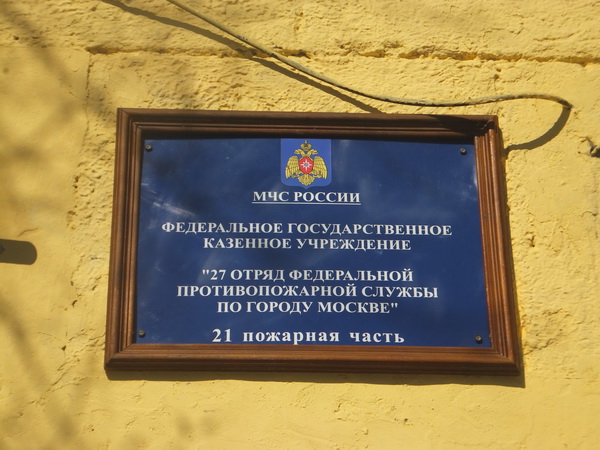 МЧС РОССИИ
ФЕДЕРАЛЬНОЕ ГОСУДАРСТВЕННОЕ
КАЗЕННОЕ УЧРЕЖДЕНИЕ
"27 ОТРЯД ФЕДЕРАЛЬНОЙ
ПРОТИВОПОЖАРНОЙ СЛУЖБЫ
ПО ГОРОДУ МОСКВЕ"
21 пожарная часть